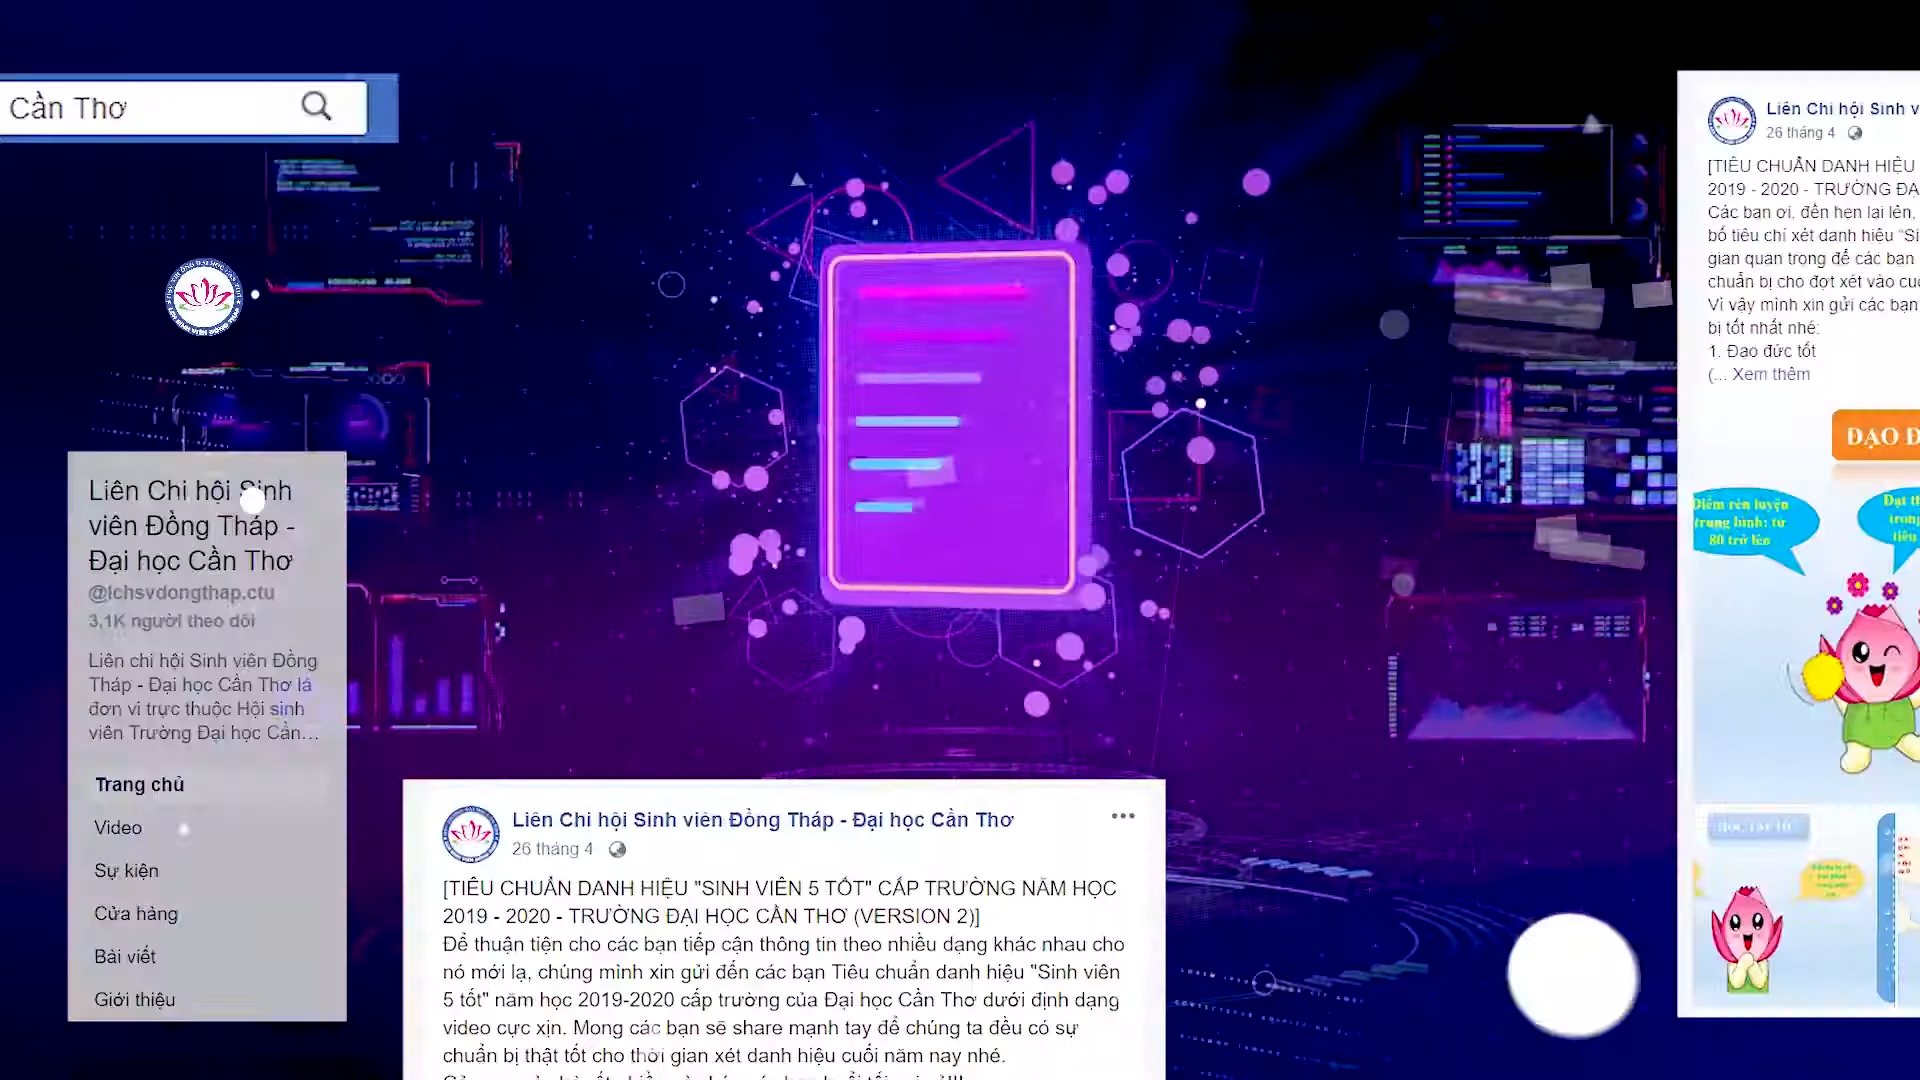 Cần Thơ
Liên Chi hội Sinh
viên Đồng Tháp -
Đại học Cần Thơ
@lchsvdongthap.ctu
3,1K người theo dõi
Liên chi hội Sinh viên Đồng
Tháp - Đại học Cần Thơ là
đơn vị trực thuộc Hội sinh
viên Trường Đại học Cần...
Trang chủ
Video
Sự kiện
Cửa hàng
Bài viết
Giới thiệu
Liên Chi hội Sinh viên Đồng Tháp - Đại học Cần Thơ
26 tháng 4
[TIÊU CHUẨN DANH HIỆU "SINH VIÊN 5 TỐT" CẤP TRƯỜNG NĂM HỌC
2019 - 2020 - TRƯỜNG ĐẠI HỌC CẦN THƠ (VERSION 2)]
Để thuận tiện cho các bạn tiếp cận thông tin theo nhiều dạng khác nhau cho
nó mới lạ, chúng mình xin gửi đến các bạn Tiêu chuẩn danh hiệu "Sinh viên
5 tốt" năm học 2019-2020 cấp trường của Đại học Cần Thơ dưới định dạng
video cực xịn. Mong các bạn sẽ share mạnh tay để chúng ta đều có sự
chuẩn bị thật tốt cho thời gian xét danh hiệu cuối năm nay nhé.
Liên Chi hội Sinh v
26 tháng 4
[TIÊU CHUẨN DANH HIỆU
2019 - 2020 - TRƯỜNG ĐẠ
Các bạn ơi, đến hẹn lại lên,
bố tiêu chí xét danh hiệu "Si
gian quan trọng để các bạn
chuẩn bị cho đợt xét vào cu
Vì vậy mình xin gửi các bạn
bị tốt nhất nhé:
1. Đạo đức tốt
(... Xem thêm
ĐẠO Đ
Điểm rèn luyện
trung bình: từ
80 trở lên
Đạt th
trong
tiêu